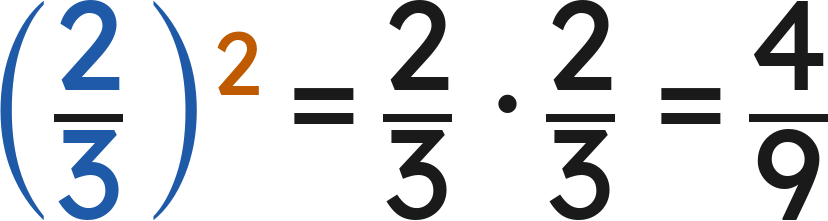 (2/3)² = 2/3 · 2/3 = 4/9